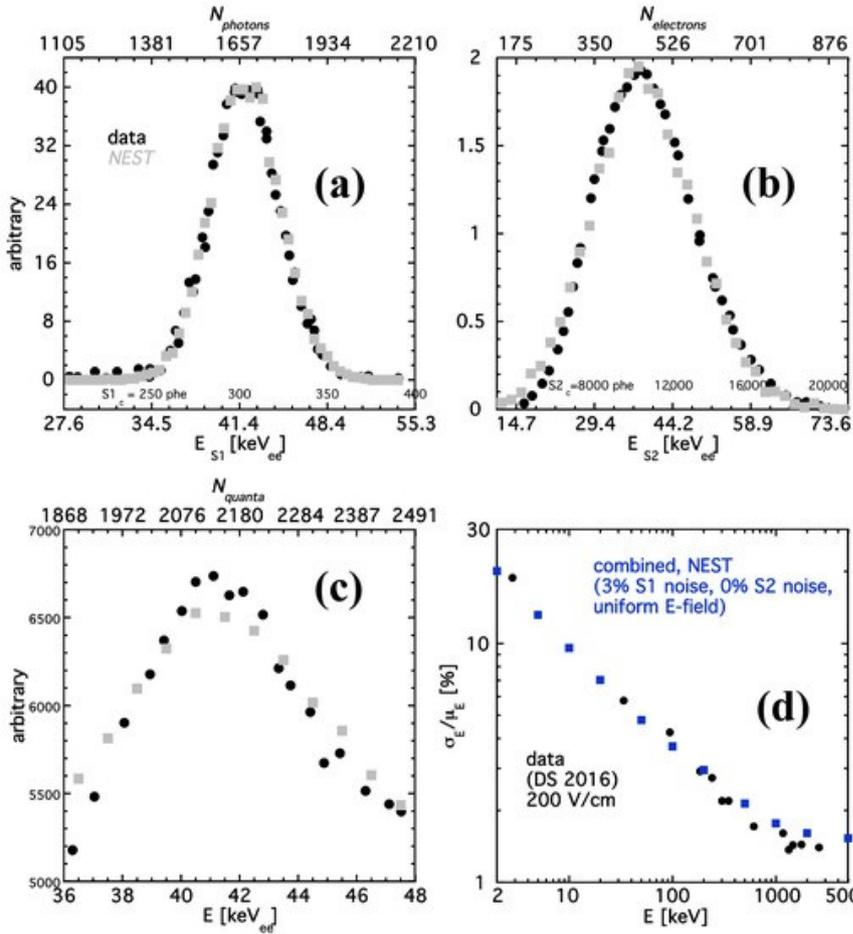 N_photons
1105 1381 1657 1934 2210
40
32
24
16
8
0
arbitrary
data
NEST
(a)
S1_c = 250 phe 300 350 400
27.6 34.5 41.4 48.4 55.3
E_S1 [keV_ee]
N_electrons
175 350 526 701 876
2
1.5
1
0.5
0
(b)
S2_c=8000 phe 12000 16000 20000
14.7 29.4 44.2 58.9 73.6
E_S2 [keV_ee]
N_quanta
1868 1972 2076 2180 2284 2387 2491
7000
6500
6000
5500
5000
arbitrary
(c)
36 38 40 42 44 46 48
E [keV_ee]
30
10
1
σ_E/μ_E [%]
combined, NEST
(3% S1 noise, 0% S2 noise,
uniform E-field)
(d)
data
(DS 2016)
200 V/cm
2 10 100 1000 500
E [keV]